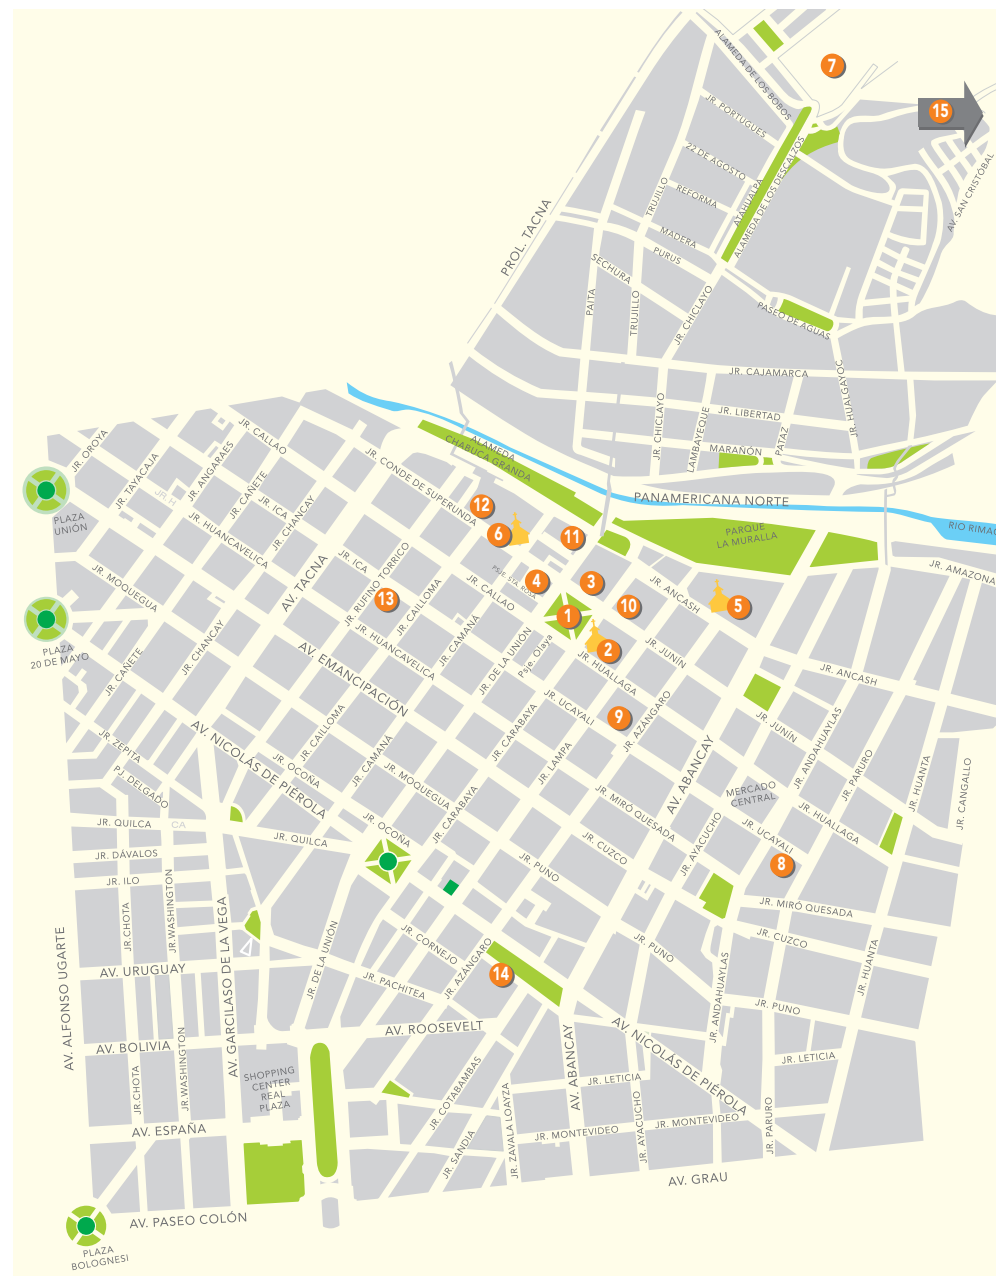 ALAMEDA DE LOS BOBOS
7
15
JR. PORTUGUES
22 DE AGOSTO
REFORMA
TRUJILLO
ATAHUALPA
ALAMEDA DE LOS DESCALZOS
AV. SAN CRISTÓBAL
PROL. TACNA
MADERA
PURUS
SECHURA
PAITA
TRUJILLO
JR. CHICLAYO
PASEO DE AGUAS
JR. CAJAMARCA
JR. HUALGAYOC
JR. LIBERTAD
JR. CHICLAYO
LAMBAYEQUE
PATAZ
MARAÑÓN
JR. OROYA
JR. TAYACAJA
JR. ANGARAES
JR. CALLAO
JR. CAÑETE
JR. ICA
JR. CHANCAY
JR. HUANCAVELICA
JR. CONDE DE SUPERUNDA
ALAMEDA
CHABUCA GRANDA
PANAMERICANA NORTE
PARQUE
LA MURALLA
RIO RIMAC
JR. AMAZONA
PLAZA
UNIÓN
12
6
11
4
3
10
5
1
2
13
PSJE. STA. ROSA
JR. MOQUEGUA
AV. TACNA
JR. ICA
JR. RUFINO TORRICO
JR. CAILLOMA
JR. CALLAO
JR. CAMANA
JR. HUANCAVELICA
JR. DE LA UNIÓN
Psje. Olaya
JR. HUALLAGA
JR. ANCASH
JR. JUNÍN
JR. ANCASH
PLAZA
20 DE MAYO
JR. CAÑETE
JR. CHANCAY
AV. EMANCIPACIÓN
JR. UCAYALI
9
JR. AZÁNGARO
JR. JUNÍN
JR. ANDAHUAYLAS
JR. PARURO
JR. HUANTA
JR. CANGALLO
JR. ZEPITA
PJ. DELGADO
AV. NICOLÁS DE PIÉROLA
JR. CAILLOMA
JR. OCOÑA
JR. CAMANÁ
JR. MOQUEGUA
JR. CARABAYA
JR. LAMPA
JR. CARABAYA
AV. ABANCAY
MERCADO
CENTRAL
JR. MIRÓ QUESADA
JR. AYACUCHO
JR. UCAYALI
JR. HUALLAGA
8
JR. QUILCA
CA
JR. QUILCA
JR. OCOÑA
JR. CUZCO
JR. PUNO
JR. DÁVALOS
JR. ILO
JR.CHOTA
JR.WASHINGTON
AV. GARCILASO DE LA VEGA
JR. DE LA UNIÓN
JR. CORNEJO
JR. AZÁNGARO
14
JR. MIRÓ QUESADA
JR. CUZCO
JR. PUNO
JR. HUANTA
AV. ALFONSO UGARTE
AV. URUGUAY
JR. PACHITEA
AV. ROOSEVELT
AV. BOLIVIA
JR.CHOTA
JR.WASHINGTON
SHOPPING
CENTER
REAL
PLAZA
AV. ESPAÑA
JR. COTABAMBAS
JR. SANDIA
JR. ZAVALA LOAYZA
AV. ABANCAY
AV. NICOLÁS DE PIÉROLA
JR. ANDAHUAYLAS
JR. PUNO
JR. LETICIA
JR. LETICIA
JR. AYACUCHO
JR. MONTEVIDEO
JR. MONTEVIDEO
JR. PARURO
AV. GRAU
AV. PASEO COLÓN
PLAZA
BOLOGNESI